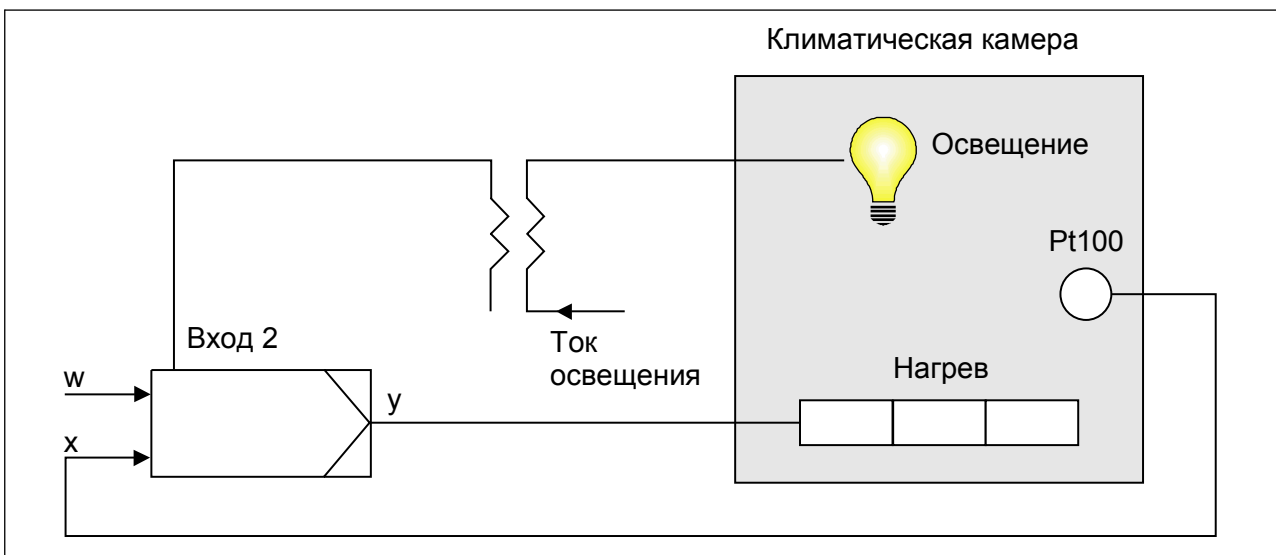 Климатическая камера
Освещение
Pt100
Вход 2
Ток
освещения
Нагрев
w
y
x